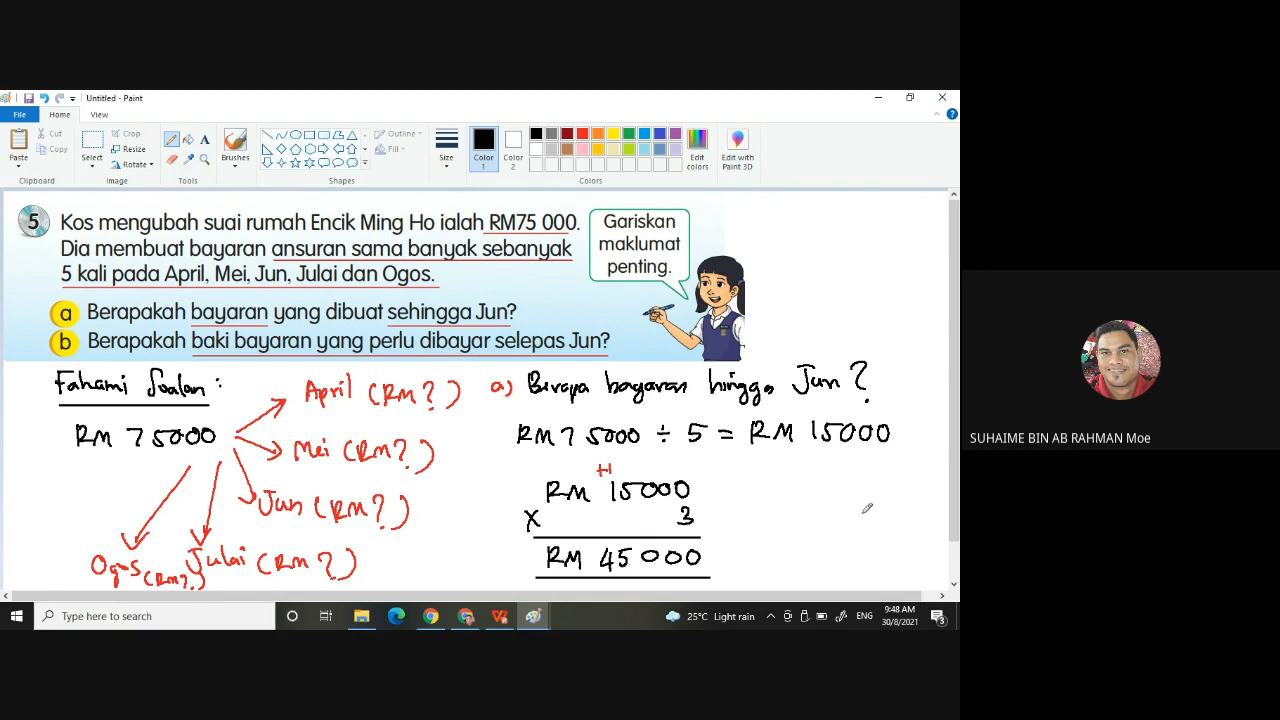 Untitled - Paint
File Home View
Paste
Cut
Copy
Clipboard
Select
Crop
Resize
Rotate
Image
Tools
Brushes
Outline
Fill
Shapes
Size
Color 1
Color 2
Edit colors
Colors
Edit with Paint 3D
5 Kos mengubah suai rumah Encik Ming Ho ialah RM75 000.
Dia membuat bayaran ansuran sama banyak sebanyak
5 kali pada April, Mei, Jun, Julai dan Ogos.
a Berapakah bayaran yang dibuat sehingga Jun?
b Berapakah baki bayaran yang perlu dibayar selepas Jun?
Gariskan
maklumat
penting.
Fahami Soalan :
RM 75000
April (RM?)
Mei (RM?)
Jun (RM?)
Julai (RM?)
Ogos (RM?)
a) Berapa bayaran hingga Jun?
RM 75000 ÷ 5 = RM 15000
+1
RM 15000
x 3
RM 45000
SUHAIME BIN AB RAHMAN Moe
Type here to search
25°C Light rain
ENG
9:48 AM
30/8/2021
3